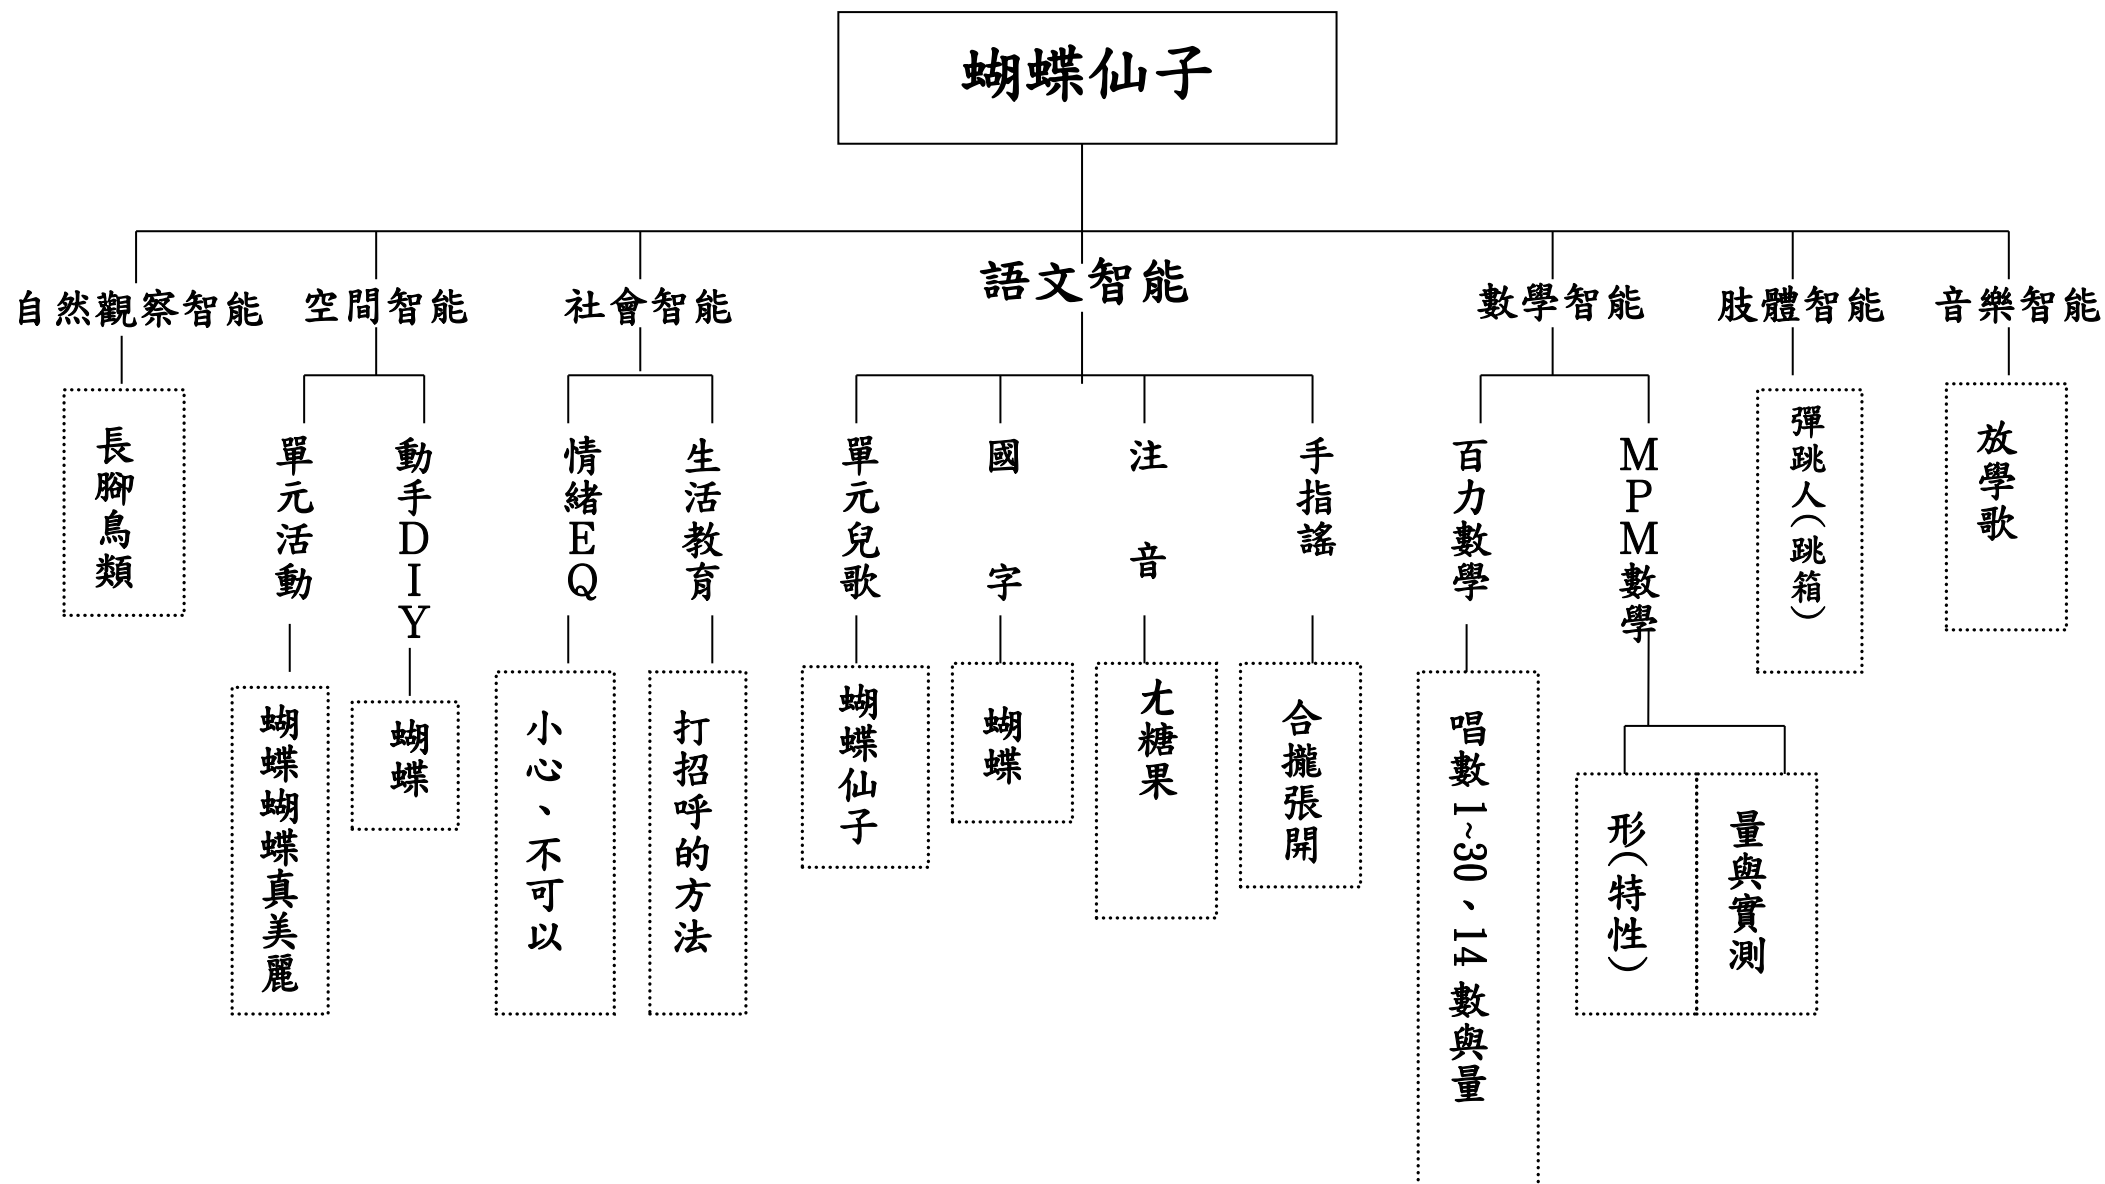 蝴蝶仙子
語文智能
自然觀察智能
空間智能
社會智能
數學智能
肢體智能
音樂智能
長腳鳥類
單元活動
動手DIY
情緒EQ
生活教育
單元兒歌
國字
注音
手指謠
百力數學
MPM數學
彈跳人(跳箱)
放學歌
蝴蝶蝴蝶真美麗
蝴蝶
小心、不可以
打招呼的方法
蝴蝶仙子
蝴蝶
ㄤ糖果
合攏張開
唱數1~30、14數與量
形(特性)
量與實測